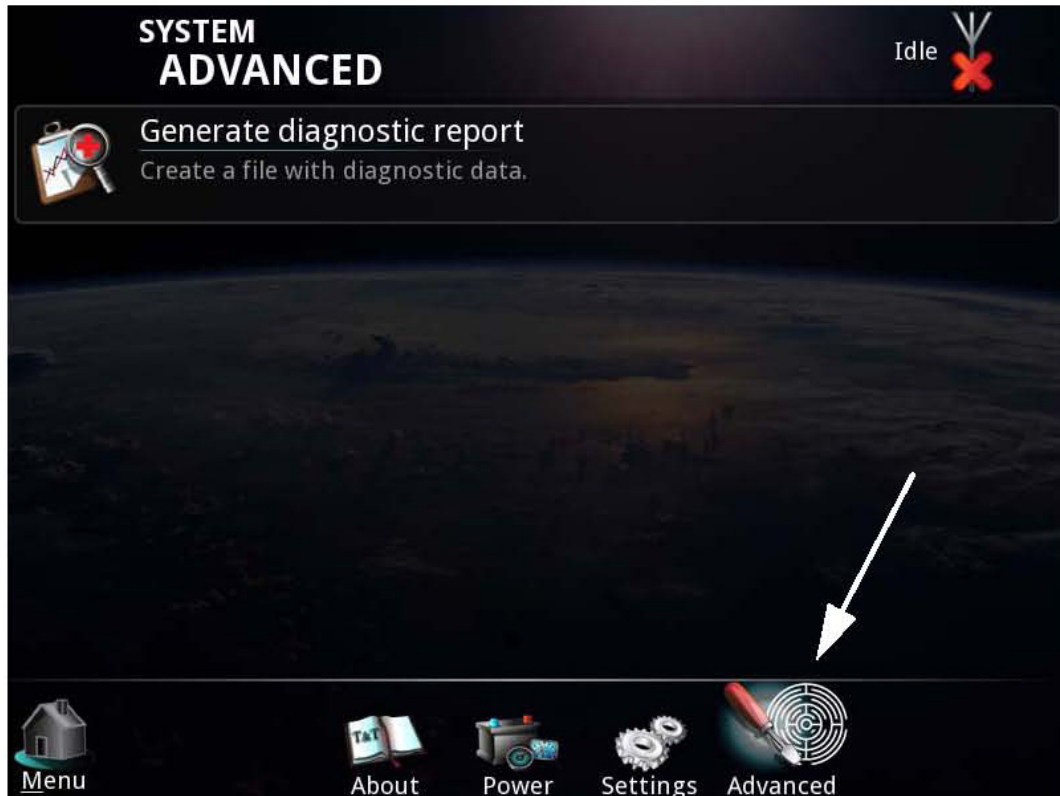 SYSTEM
ADVANCED
Idle
Generate diagnostic report
Create a file with diagnostic data.
T&T
Menu
About
Power
Settings
Advanced